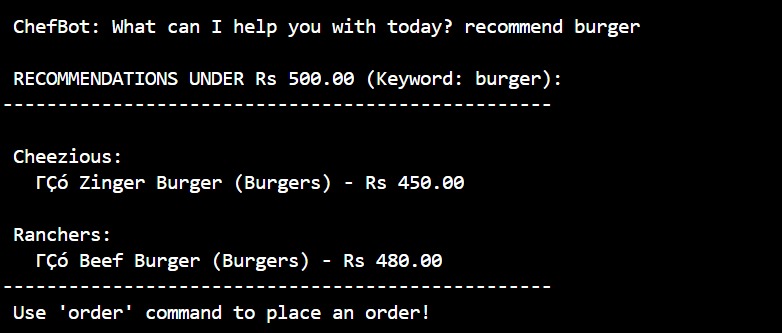 ChefBot: What can I help you with today? recommend burger
RECOMMENDATIONS UNDER Rs 500.00 (Keyword: burger):
--------------------------------------------------
Cheezious:
ΓÇó Zinger Burger (Burgers) - Rs 450.00
Ranchers:
ΓÇó Beef Burger (Burgers) - Rs 480.00
--------------------------------------------------
Use 'order' command to place an order!